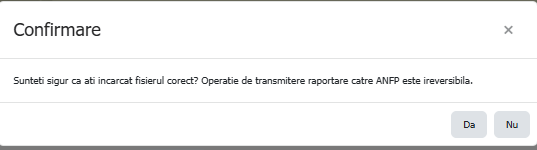 Confirmare
×
Sunteti sigur ca ati incarcat fisierul corect? Operatie de transmitere raportare catre ANFP este ireversibila.
Da
Nu